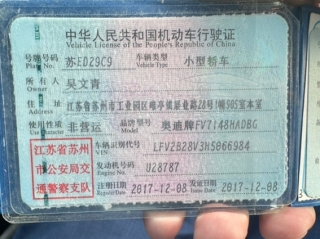 中华人民共和国机动车行驶证
Vehicle License of the People's Republic of China
号牌号码 苏ED29C9 车辆类型 小型轿车
Plate No. Vehicle Type
所有人 吴文青
Owner
住址 江苏省苏州市工业园区唯亭镇 路28号1幢505室本室
Address
使用性质 非营运 品牌型号 奥迪牌FV7148HADBG
Use Character Model
江苏省苏州市公安局交通警察支队
车辆识别代号 LFV2B28V3H5066984
VIN
发动机号码 U28787
Engine No.
注册日期 2017-12-08 发证日期 2017-12-08
Register Date Issue Date